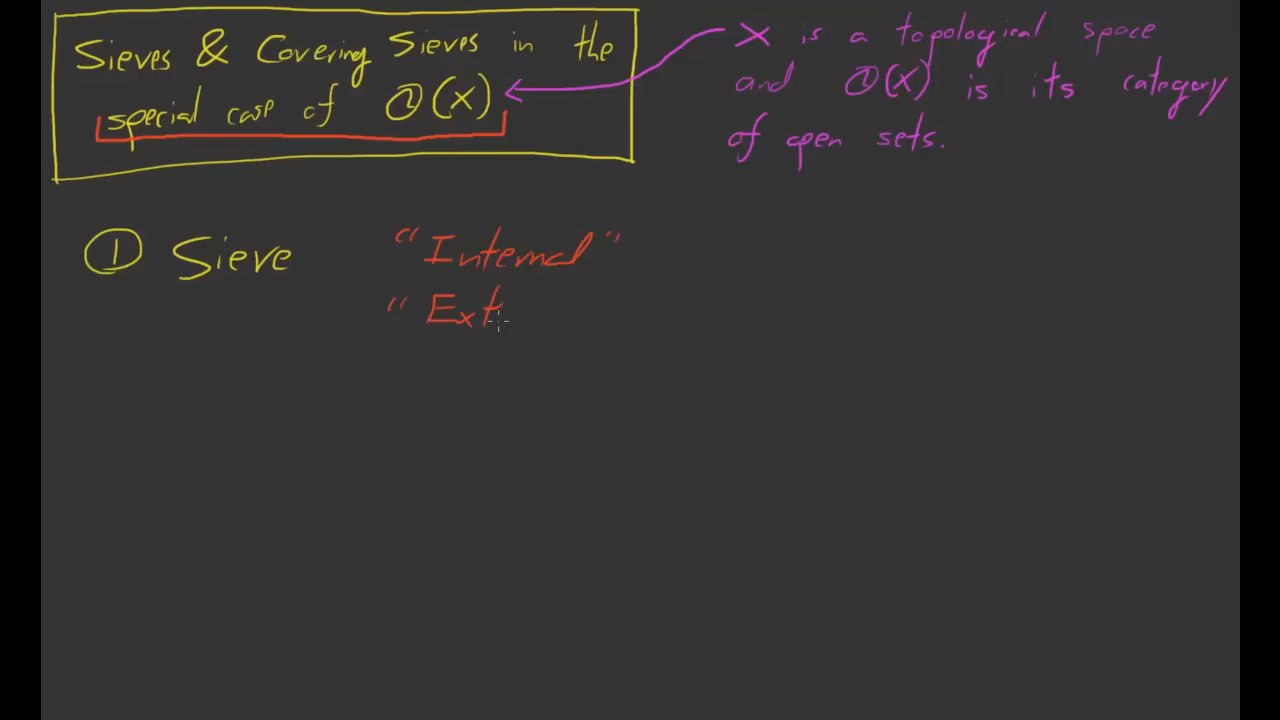 Sieves & Covering Sieves in the
special case of O(X)
X is a topological space
and O(X) is its category
of open sets.
① Sieve "Internal"
"Ext